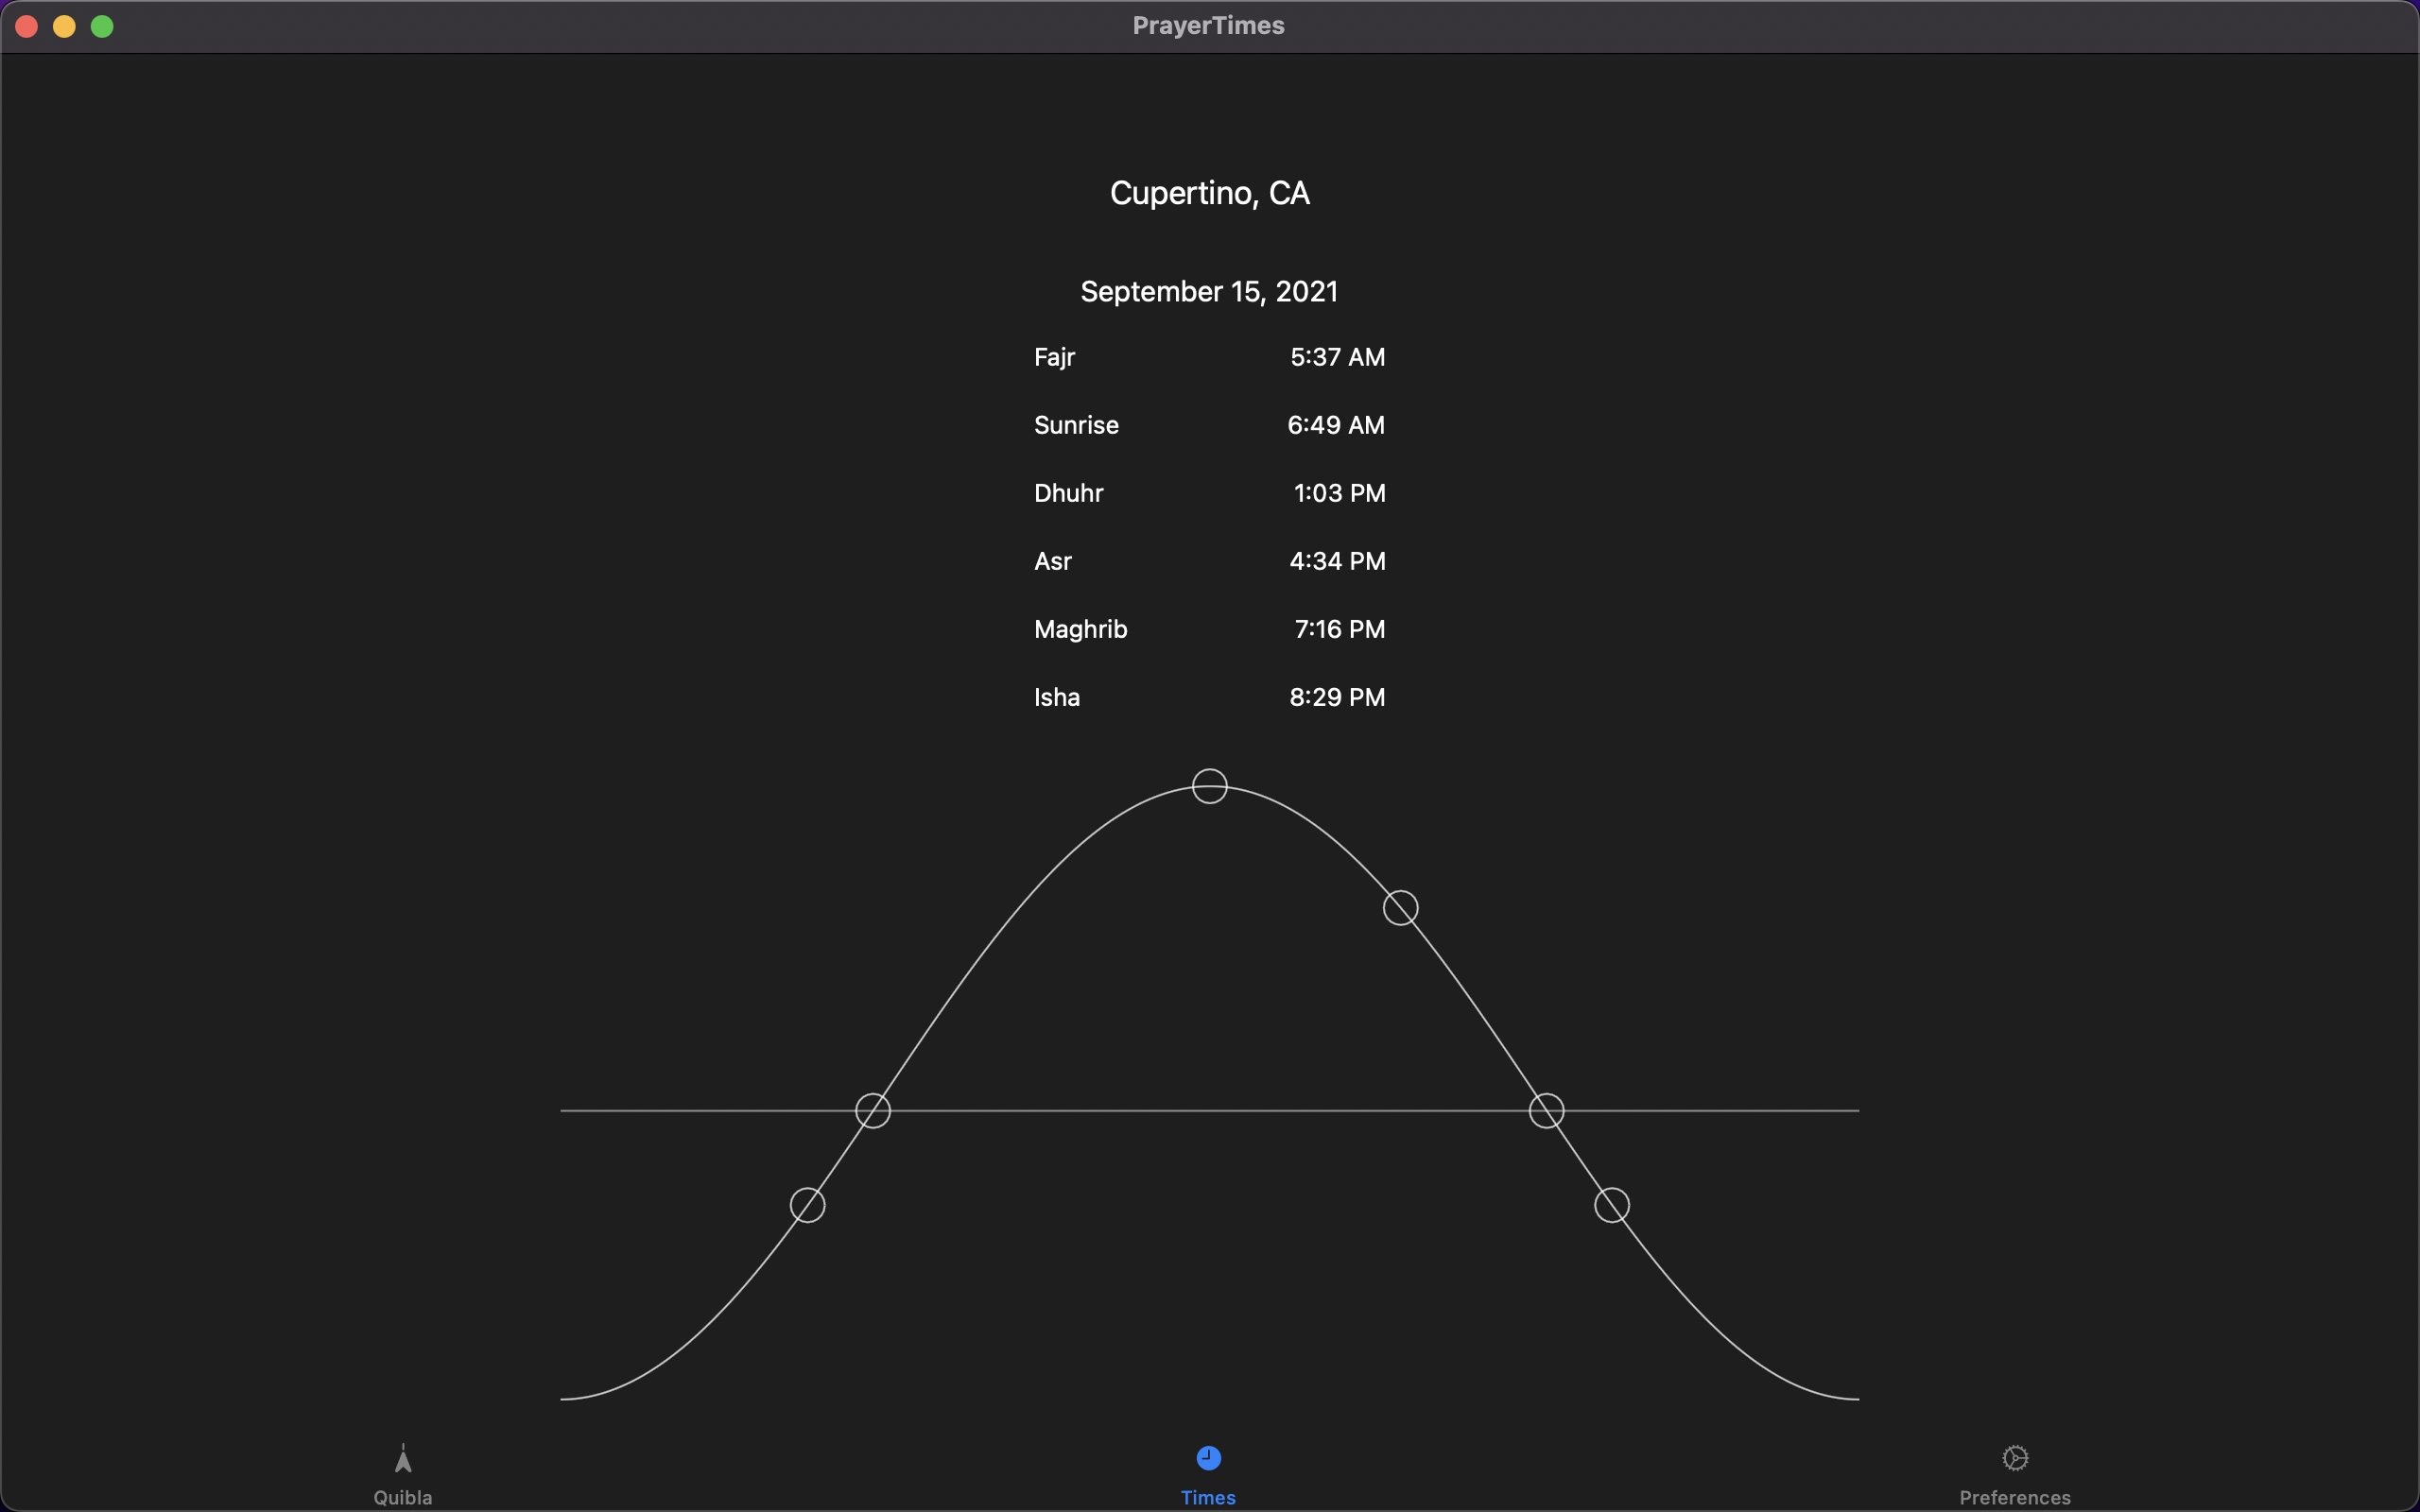 PrayerTimes
Cupertino, CA
September 15, 2021
Fajr 5:37 AM
Sunrise 6:49 AM
Dhuhr 1:03 PM
Asr 4:34 PM
Maghrib 7:16 PM
Isha 8:29 PM
Quibla Times Preferences